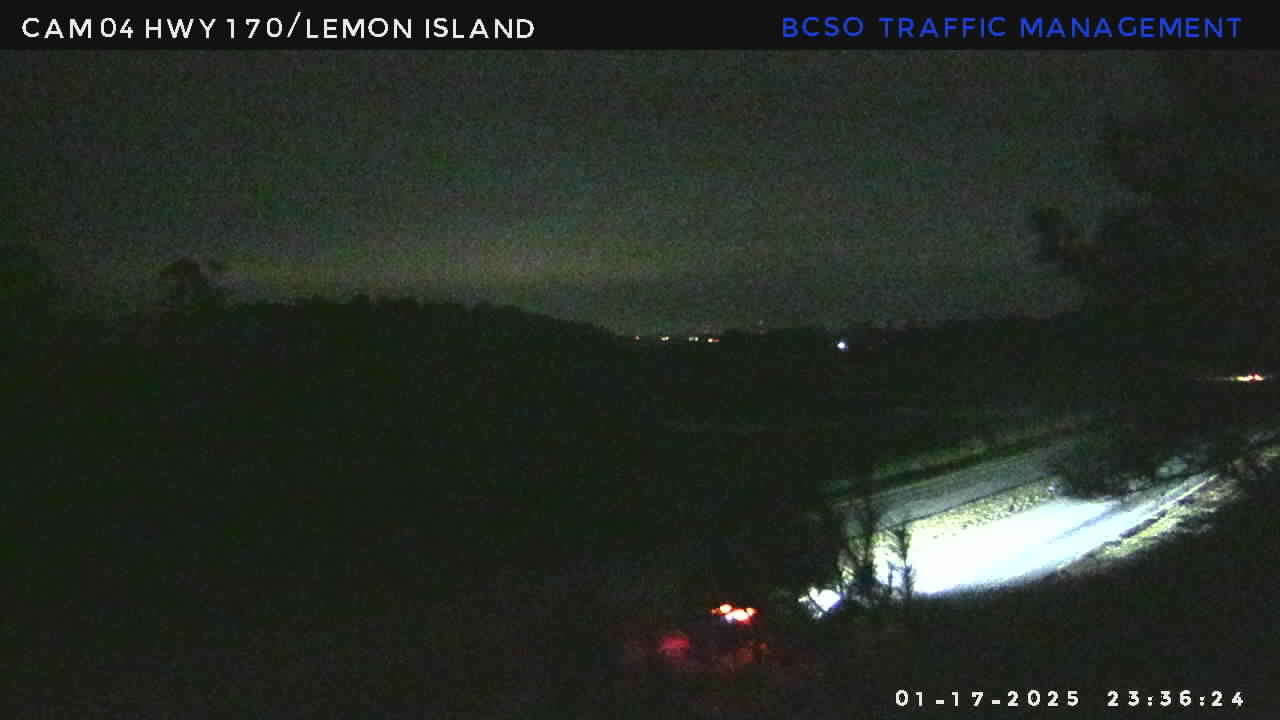 CAM04 HWY 170/LEMON ISLAND
BCSO TRAFFIC MANAGEMENT
01-17-2025 23:36:24